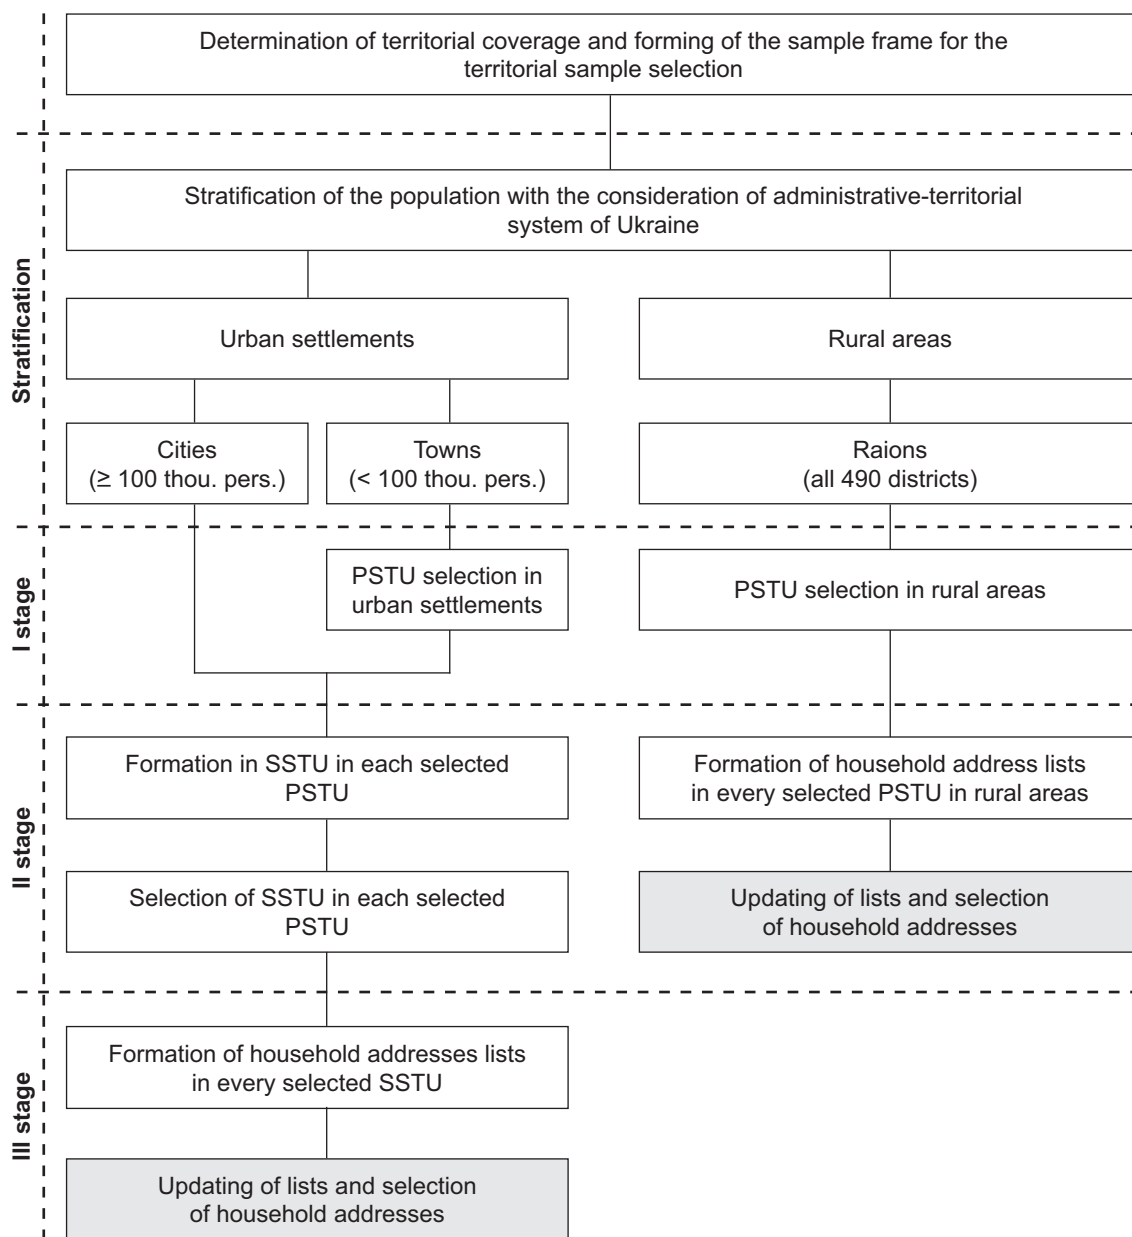 Determination of territorial coverage and forming of the sample frame for the
territorial sample selection
Stratification
Stratification of the population with the consideration of administrative-territorial
system of Ukraine
Urban settlements
Rural areas
Cities
(≥ 100 thou. pers.)
Towns
(< 100 thou. pers.)
Raions
(all 490 districts)
I stage
PSTU selection in
urban settlements
PSTU selection in rural areas
II stage
Formation in SSTU in each selected
PSTU
Formation of household address lists
in every selected PSTU in rural areas
Selection of SSTU in each selected
PSTU
Updating of lists and selection
of household addresses
III stage
Formation of household addresses lists
in every selected SSTU
Updating of lists and selection
of household addresses